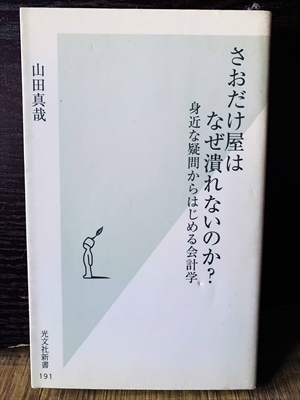 さおだけ屋は
なぜ潰れないのか?
身近な疑問からはじめる会計学
山田真哉
光文社新書
191